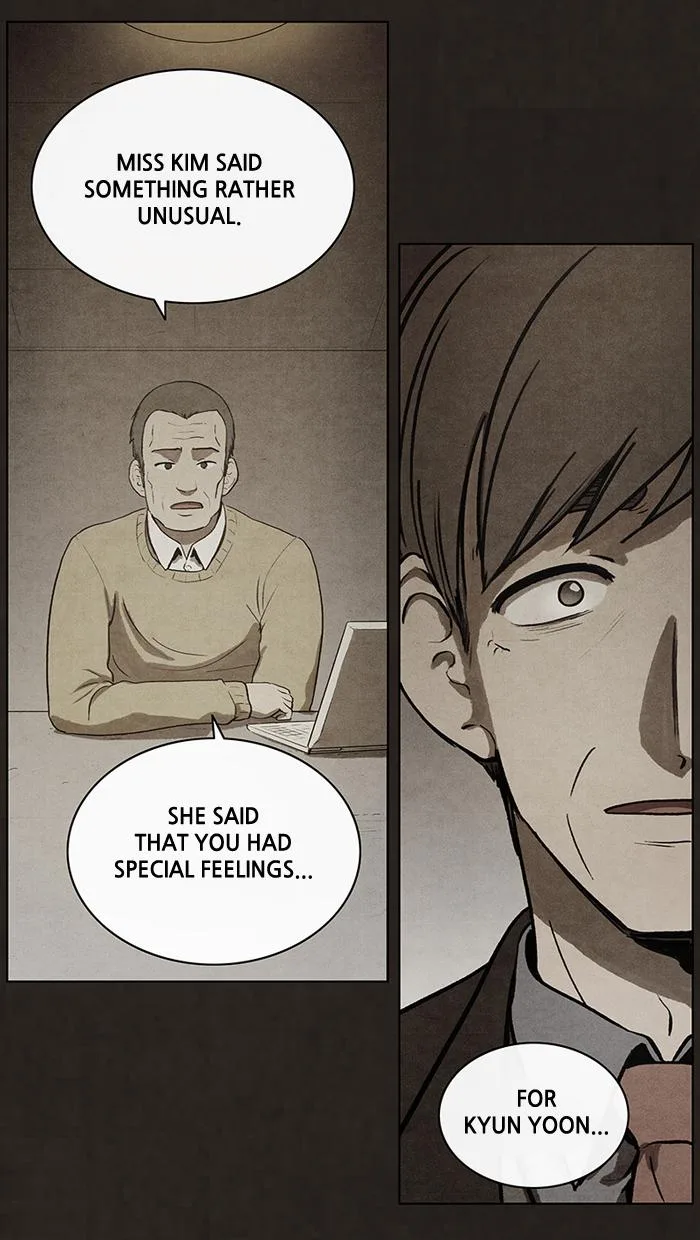 MISS KIM SAID
SOMETHING RATHER
UNUSUAL.
SHE SAID
THAT YOU HAD
SPECIAL FEELINGS...
FOR
KYUN YOON...